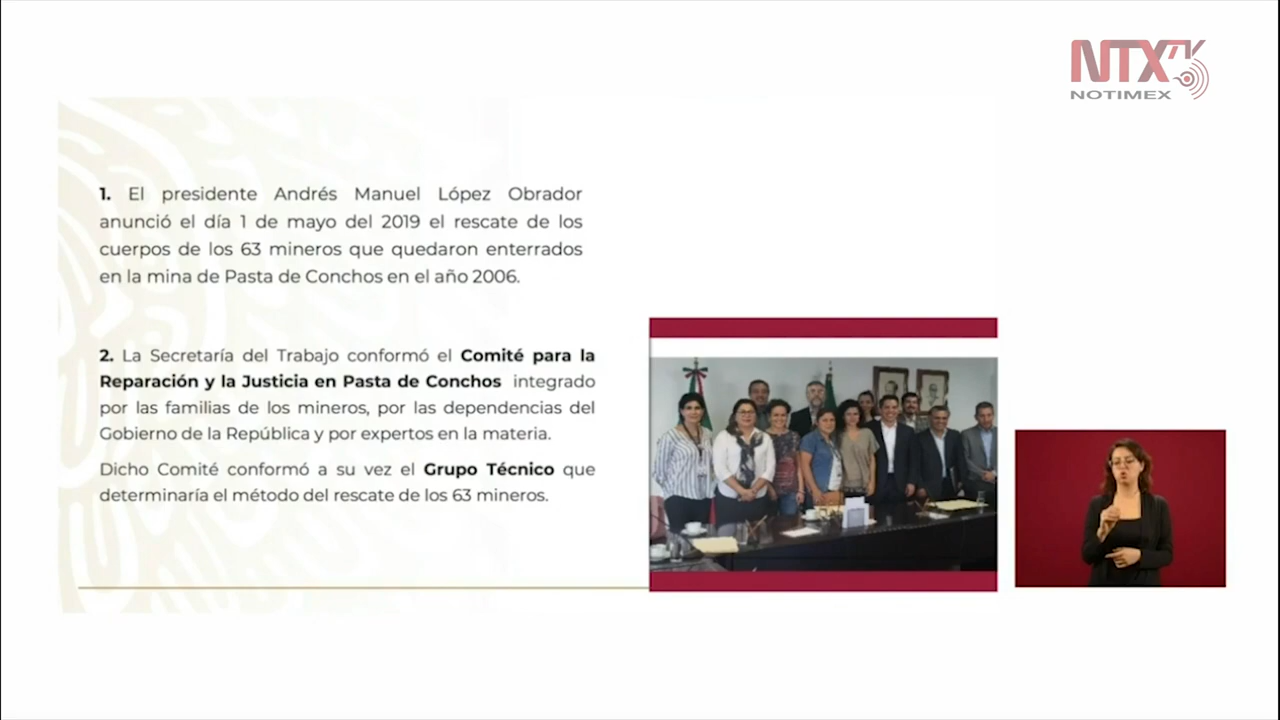 NTX
NOTIMEX
1. El presidente Andrés Manuel López Obrador
anunció el día 1 de mayo del 2019 el rescate de los
cuerpos de los 63 mineros que quedaron enterrados
en la mina de Pasta de Conchos en el año 2006.
2. La Secretaría del Trabajo conformó el Comité para la
Reparación y la Justicia en Pasta de Conchos integrado
por las familias de los mineros, por las dependencias del
Gobierno de la República y por expertos en la materia.
Dicho Comité conformó a su vez el Grupo Técnico que
determinaría el método del rescate de los 63 mineros.